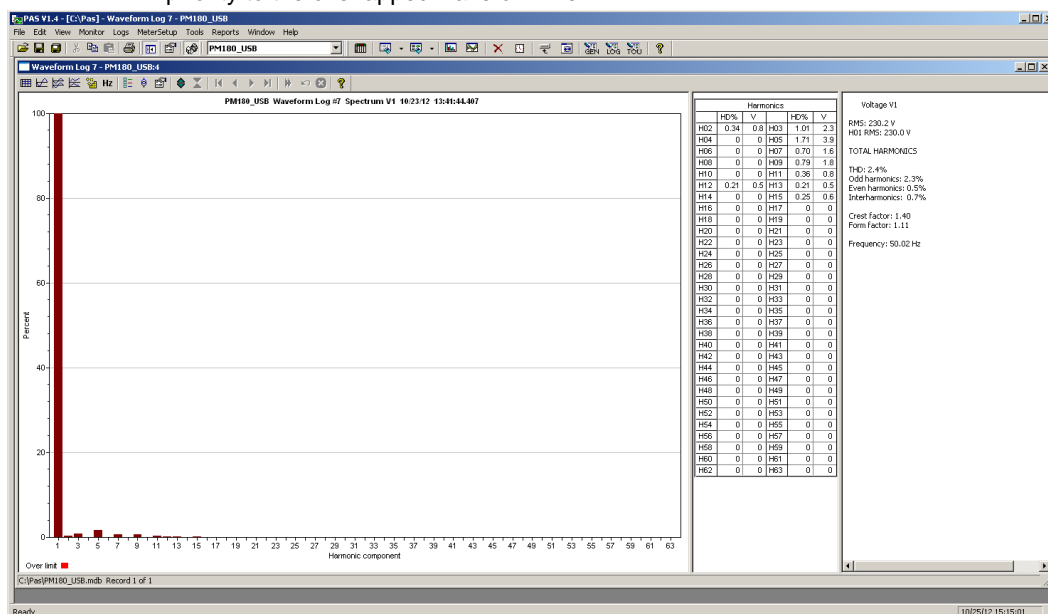 PAS V1.4 - [C:\Pas] - Waveform Log 7 - PM180_USB
File Edit View Monitor Logs MeterSetup Tools Reports Window Help
PM180_USB
GEN LOG TOU
Waveform Log 7 - PM180_USB:4
Hz
PM180_USB Waveform Log #7 Spectrum V1 10/23/12 13:41:44.407
Percent
100
80
60
40
20
0
1 3 5 7 9 11 13 15 17 19 21 23 25 27 29 31 33 35 37 39 41 43 45 47 49 51 53 55 57 59 61 63
Harmonic component
Over limit
Harmonics
HD% V HD% V
H02 0.34 0.8 H03 1.01 2.3
H04 0 0 H05 1.71 3.9
H06 0 0 H07 0.70 1.6
H08 0 0 H09 0.79 1.8
H10 0 0 H11 0.36 0.8
H12 0.21 0.5 H13 0.21 0.5
H14 0 0 H15 0.25 0.6
H16 0 0 H17 0 0
H18 0 0 H19 0 0
H20 0 0 H21 0 0
H22 0 0 H23 0 0
H24 0 0 H25 0 0
H26 0 0 H27 0 0
H28 0 0 H29 0 0
H30 0 0 H31 0 0
H32 0 0 H33 0 0
H34 0 0 H35 0 0
H36 0 0 H37 0 0
H38 0 0 H39 0 0
H40 0 0 H41 0 0
H42 0 0 H43 0 0
H44 0 0 H45 0 0
H46 0 0 H47 0 0
H48 0 0 H49 0 0
H50 0 0 H51 0 0
H52 0 0 H53 0 0
H54 0 0 H55 0 0
H56 0 0 H57 0 0
H58 0 0 H59 0 0
H60 0 0 H61 0 0
H62 0 0 H63 0 0
Voltage V1
RMS: 230.2 V
H01 RMS: 230.0 V
TOTAL HARMONICS
THD: 2.4%
Odd harmonics: 2.3%
Even harmonics: 0.5%
Interharmonics: 0.7%
Crest factor: 1.40
Form factor: 1.11
Frequency: 50.02 Hz
C:\Pas\PM180_USB.mdb Record 1 of 1
Ready
10/25/12 15:15:01